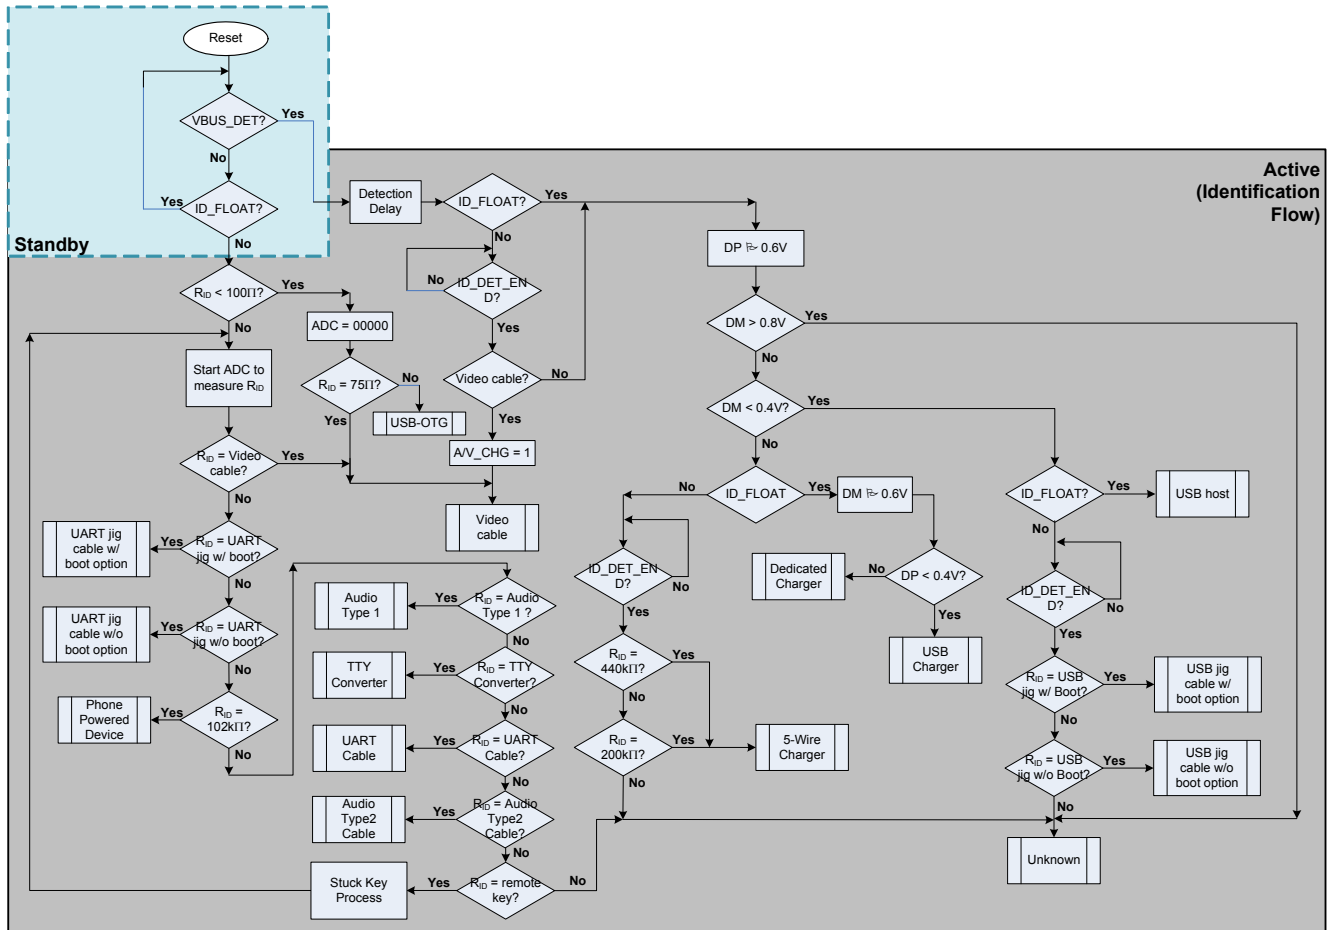 Reset
VBUS_DET?
Yes
No
ID_FLOAT?
Yes
Standby
No
Active
(Identification
Flow)
Detection
Delay
ID_FLOAT?
Yes
No
ID_DET_EN
D?
No
Yes
Video cable?
No
Yes
A/V_CHG = 1
Video
cable
RID < 100Π?
Yes
No
ADC = 00000
RID = 75Π?
No
Yes
USB-OTG
Start ADC to
measure RID
RID = Video
cable?
Yes
No
RID = UART
jig w/ boot?
Yes
No
UART jig
cable w/
boot option
RID = UART
jig w/o boot?
Yes
No
UART jig
cable w/o
boot option
RID =
102kΠ?
Yes
No
Phone
Powered
Device
RID = Audio
Type 1 ?
Yes
No
Audio
Type 1
RID = TTY
Converter?
Yes
No
TTY
Converter
RID = UART
Cable?
Yes
No
UART
Cable
RID = Audio
Type2
Cable?
Yes
No
Audio
Type2
Cable
RID = remote
key?
Yes
No
Stuck Key
Process
DP 0.6V
DM > 0.8V
Yes
No
DM < 0.4V?
Yes
No
ID_FLOAT
No
Yes
DM 0.6V
DP < 0.4V?
No
Yes
Dedicated
Charger
USB
Charger
ID_DET_EN
D?
No
Yes
RID =
440kΠ?
Yes
No
RID =
200kΠ?
Yes
No
5-Wire
Charger
ID_FLOAT?
Yes
No
USB host
ID_DET_EN
D?
No
Yes
RID = USB
jig w/ Boot?
Yes
No
USB jig
cable w/
boot option
RID = USB
jig w/o Boot?
Yes
No
USB jig
cable w/o
boot option
Unknown